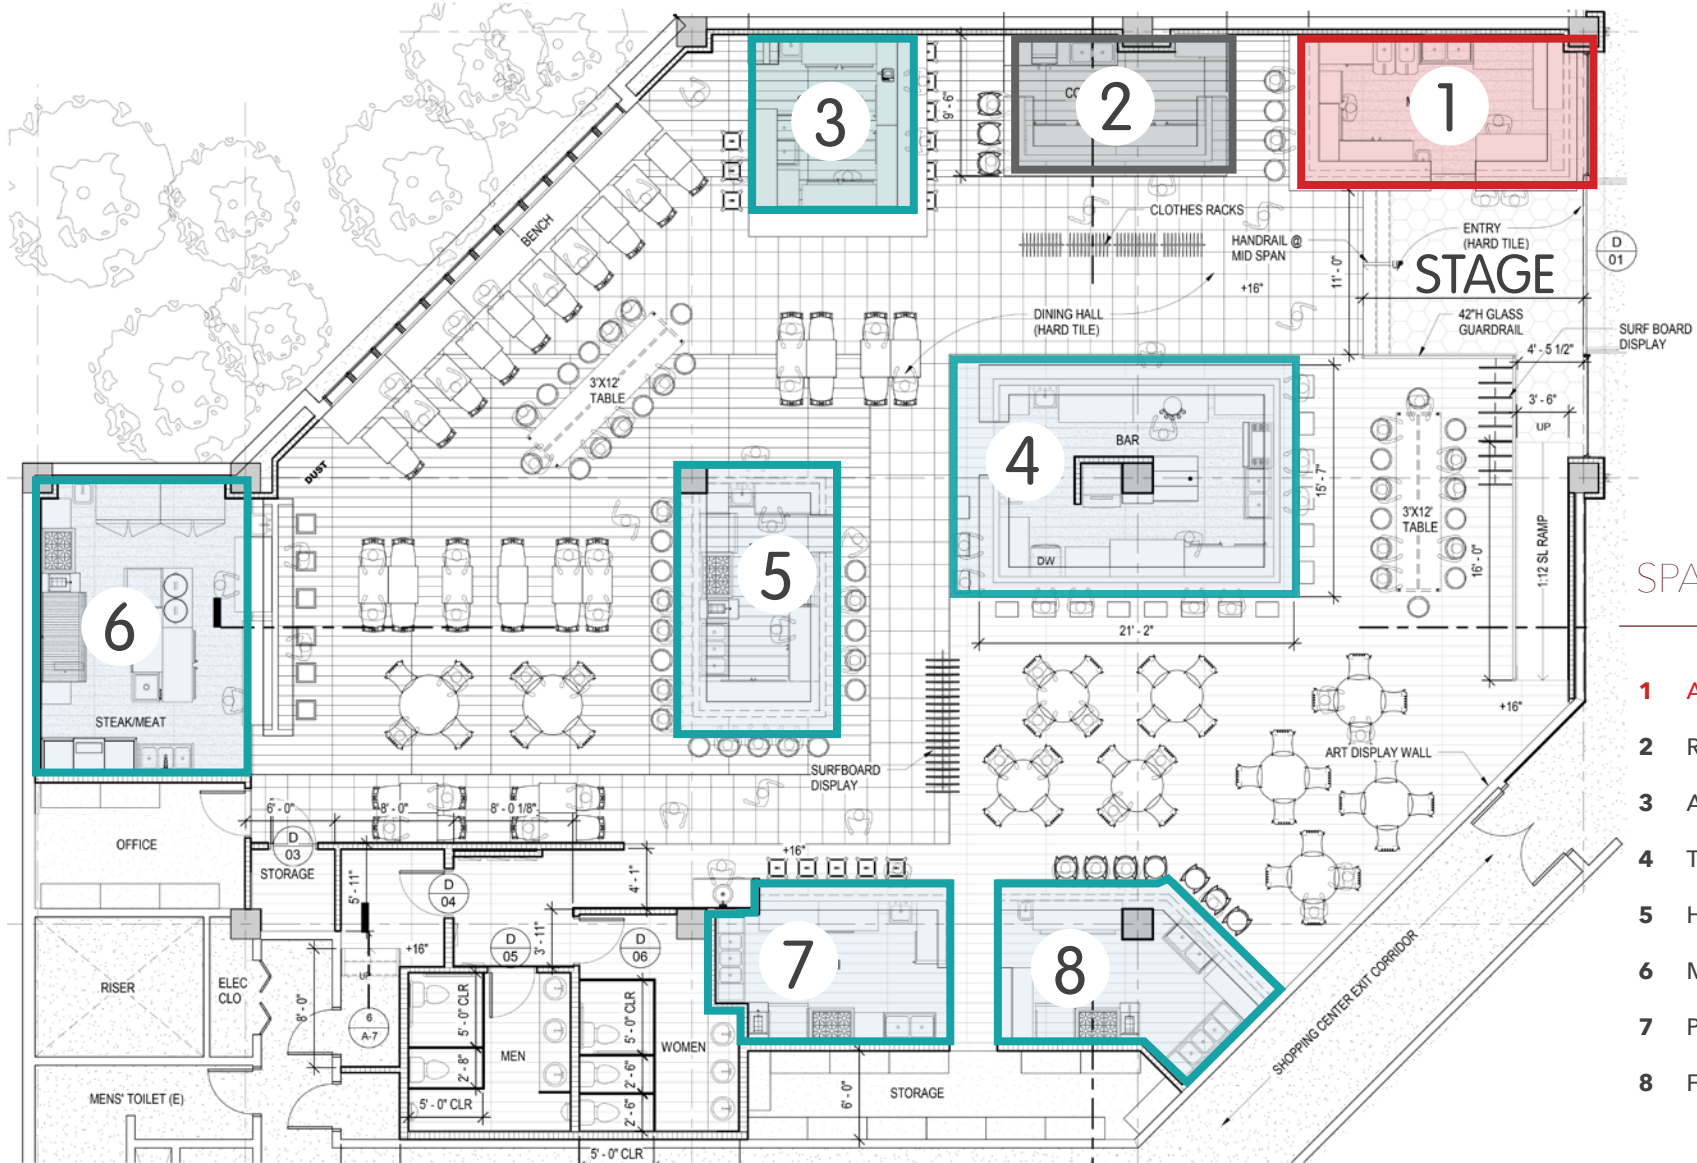 3
2
1
9' - 6"
BENCH
CLOTHES RACKS
HANDRAIL @
MID SPAN
ENTRY
(HARD TILE)
UP
STAGE
D
01
11' - 0"
+16"
DINING HALL
(HARD TILE)
42"H GLASS
GUARDRAIL
SURF BOARD
DISPLAY
4' - 5 1/2"
3' - 6"
UP
3'X12'
TABLE
BAR
4
15' - 7"
3'X12'
TABLE
DUST
DW
16' - 0"
1:12 SL RAMP
5
6
STEAK/MEAT
21' - 2"
+16"
SURFBOARD
DISPLAY
ART DISPLAY WALL
SPA
1 A
2 R
3 A
4 T
5 H
6 M
7 P
8 F
6' - 0"
8' - 0"
8' - 0 1/8"
OFFICE
D
03
STORAGE
5' - 11"
D
04
4' - 1"
+16"
+16"
D
05
3' - 11"
D
06
7
8
RISER
ELEC
CLO
8' - 0"
UP
6
A-7
5' - 0" CLR
2' - 8"
5' - 0" CLR
MEN
5' - 0" CLR
2' - 6"
2' - 6"
WOMEN
5' - 0" CLR
MENS' TOILET (E)
6' - 0"
STORAGE
SHOPPING CENTER EXIT CORRIDOR